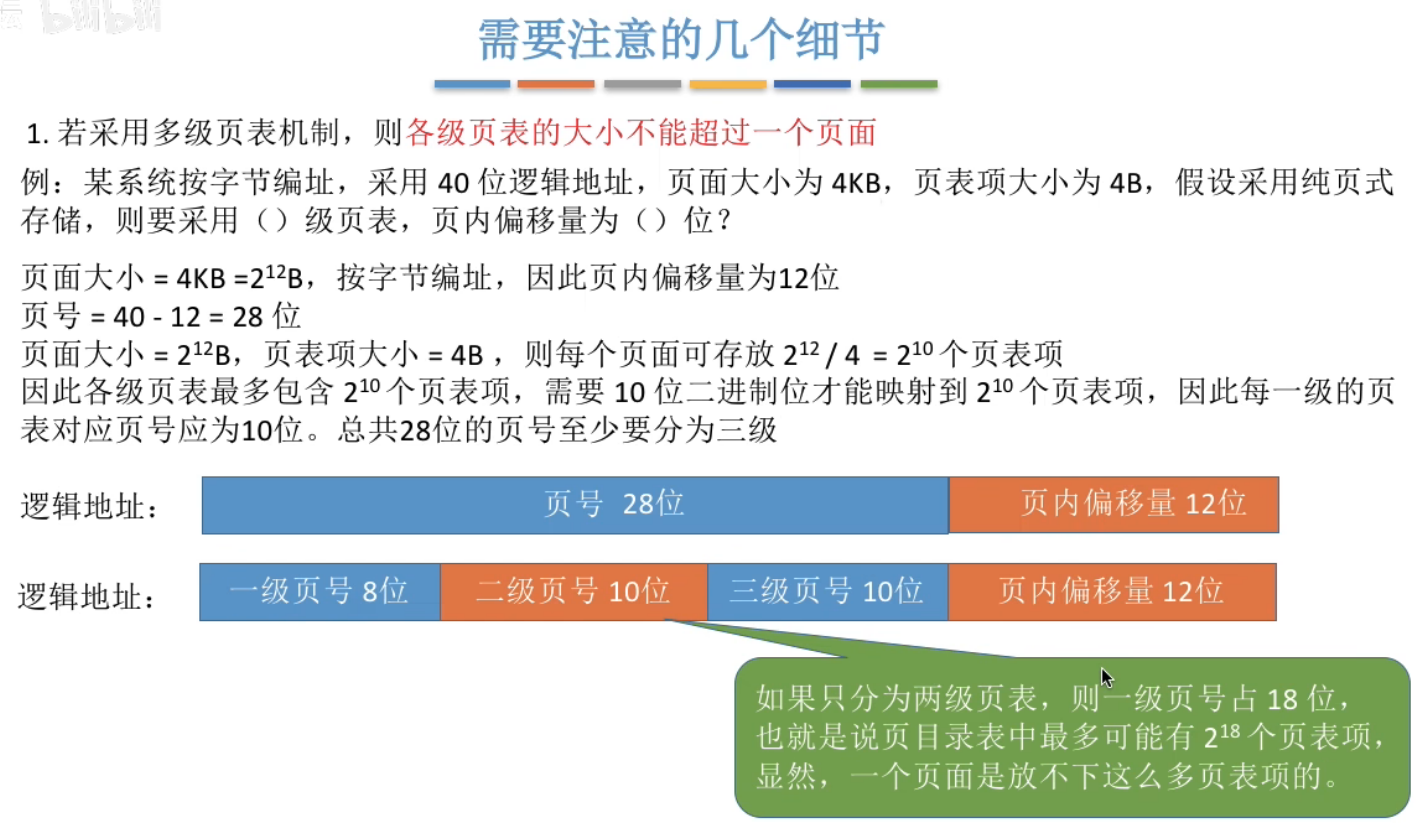 bilibili
需要注意的几个细节
1. 若采用多级页表机制，则各级页表的大小不能超过一个页面
例：某系统按字节编址，采用 40 位逻辑地址，页面大小为 4KB，页表项大小为 4B，假设采用纯页式
存储，则要采用（）级页表，页内偏移量为（）位？
页面大小 = 4KB =2¹²B，按字节编址，因此页内偏移量为12位
页号 = 40 - 12 = 28 位
页面大小 = 2¹²B，页表项大小 = 4B ，则每个页面可存放 2¹² / 4 = 2¹⁰ 个页表项
因此各级页表最多包含 2¹⁰ 个页表项，需要 10 位二进制位才能映射到 2¹⁰ 个页表项，因此每一级的页
表对应页号应为10位。总共28位的页号至少要分为三级
逻辑地址： 页号 28位 页内偏移量 12位
逻辑地址： 一级页号 8位 二级页号 10位 三级页号 10位 页内偏移量 12位
如果只分为两级页表，则一级页号占 18 位，
也就是说页目录表中最多可能有 2¹⁸ 个页表项，
显然，一个页面是放不下这么多页表项的。